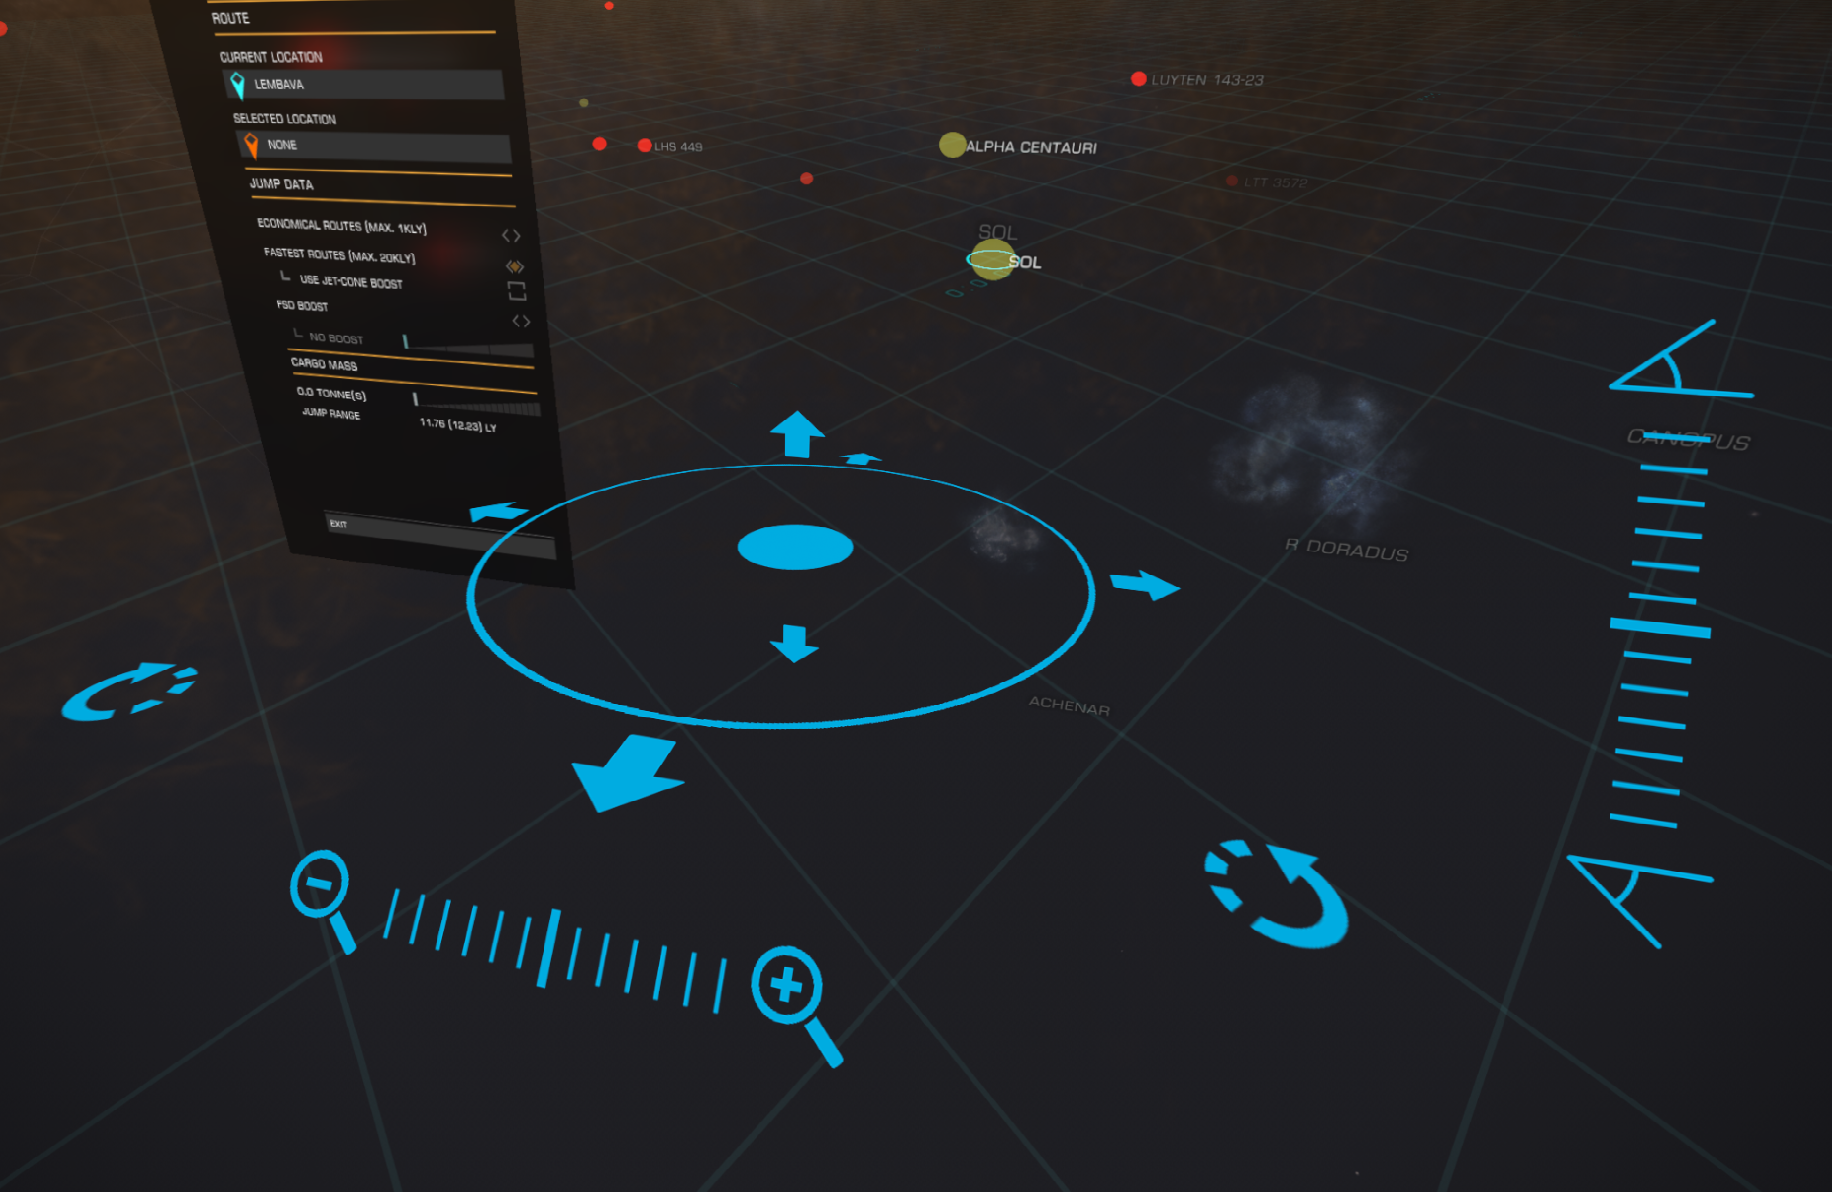 ROUTE
CURRENT LOCATION
LEMBAVA
SELECTED LOCATION
NONE
JUMP DATA
ECONOMICAL ROUTES (MAX. 1KLY)
FASTEST ROUTES (MAX. 20KLY)
USE JET-CONE BOOST
FSD BOOST
NO BOOST
CARGO MASS
0.0 TONNE(S)
JUMP RANGE
11.76 (12.23) LY
EXIT
LUYTEN 143-23
LHS 449
ALPHA CENTAURI
LTT 3572
SOL
SOL
CANOPUS
R DORADUS
ACHENAR